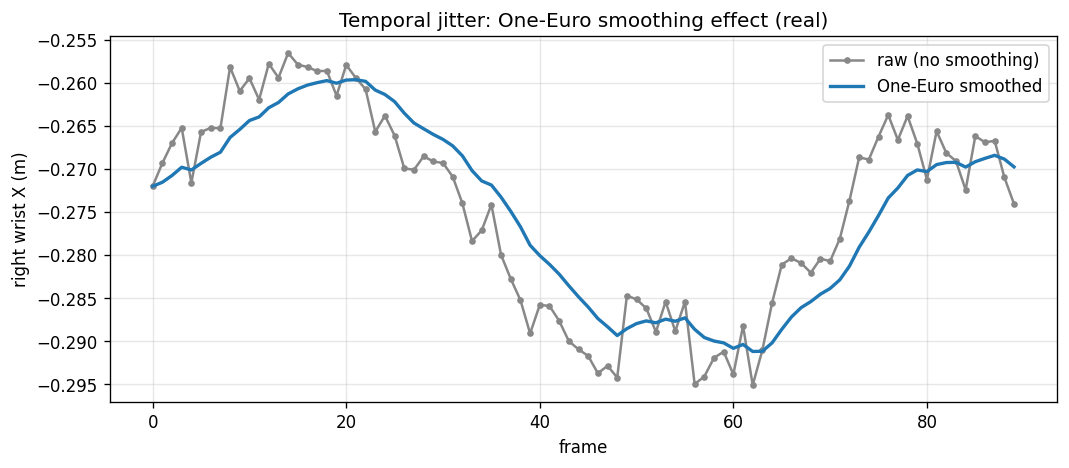 Temporal jitter: One-Euro smoothing effect (real)
raw (no smoothing)
One-Euro smoothed
right wrist X (m)
−0.255
−0.260
−0.265
−0.270
−0.275
−0.280
−0.285
−0.290
−0.295
0 20 40 60 80
frame